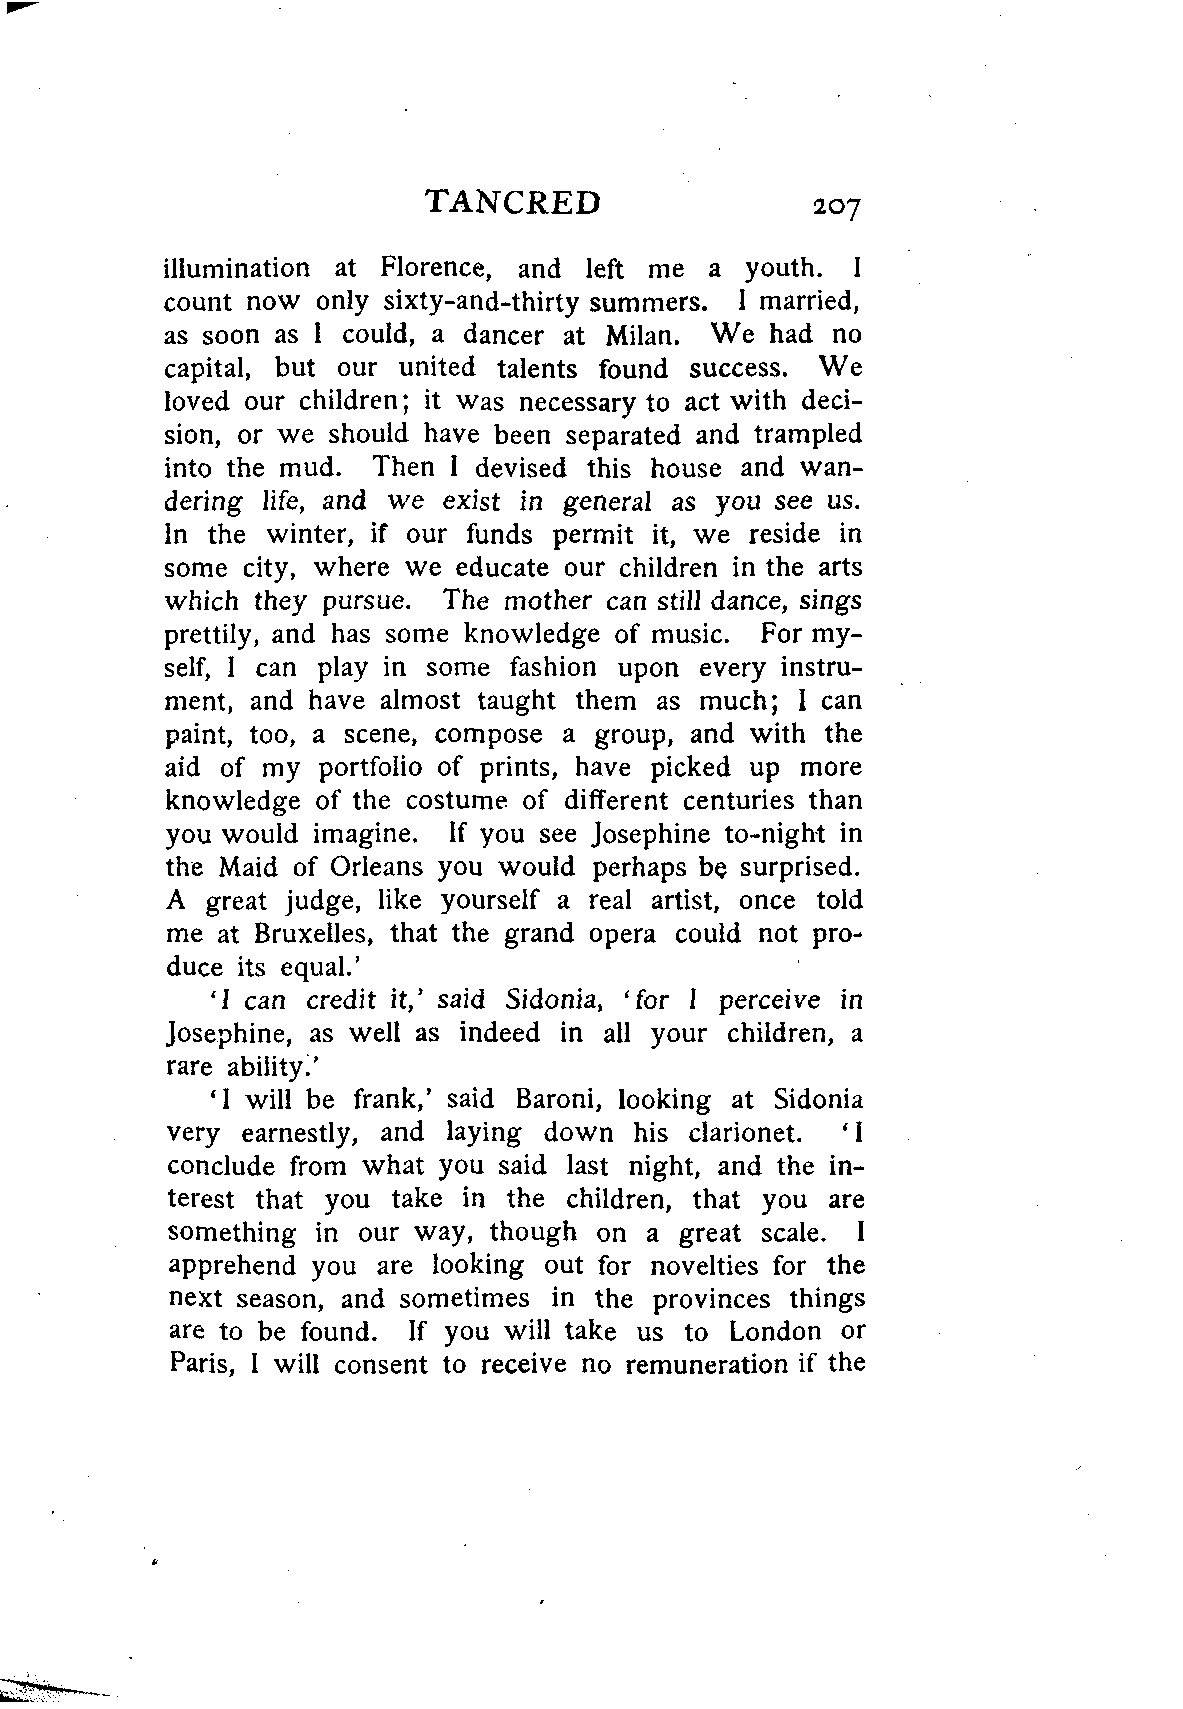 TANCRED 207
illumination at Florence, and left me a youth. I
count now only sixty-and-thirty summers. I married,
as soon as I could, a dancer at Milan. We had no
capital, but our united talents found success. We
loved our children; it was necessary to act with deci-
sion, or we should have been separated and trampled
into the mud. Then I devised this house and wan-
dering life, and we exist in general as you see us.
In the winter, if our funds permit it, we reside in
some city, where we educate our children in the arts
which they pursue. The mother can still dance, sings
prettily, and has some knowledge of music. For my-
self, I can play in some fashion upon every instru-
ment, and have almost taught them as much; I can
paint, too, a scene, compose a group, and with the
aid of my portfolio of prints, have picked up more
knowledge of the costume of different centuries than
you would imagine. If you see Josephine to-night in
the Maid of Orleans you would perhaps be surprised.
A great judge, like yourself a real artist, once told
me at Bruxelles, that the grand opera could not pro-
duce its equal.'
'I can credit it,' said Sidonia, 'for I perceive in
Josephine, as well as indeed in all your children, a
rare ability.'
'I will be frank,' said Baroni, looking at Sidonia
very earnestly, and laying down his clarionet. 'I
conclude from what you said last night, and the in-
terest that you take in the children, that you are
something in our way, though on a great scale. I
apprehend you are looking out for novelties for the
next season, and sometimes in the provinces things
are to be found. If you will take us to London or
Paris, I will consent to receive no remuneration if the